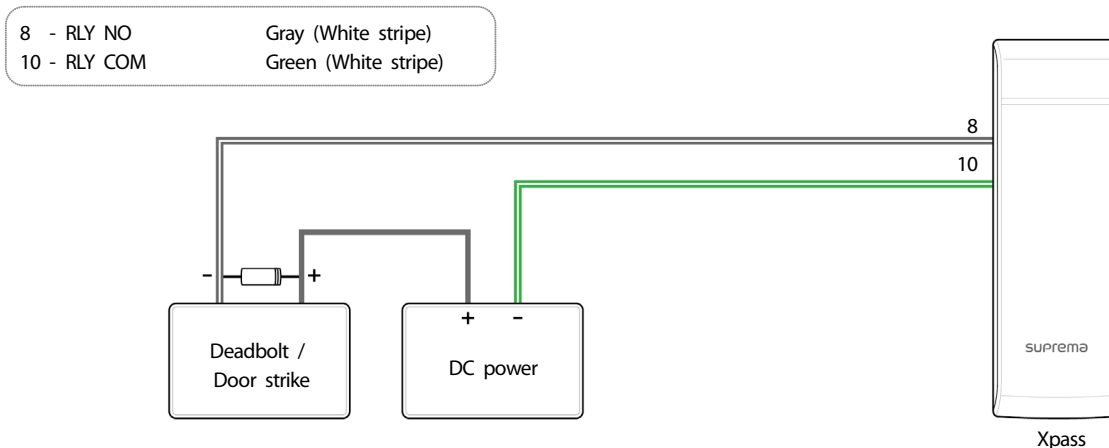 8 - RLY NO Gray (White stripe)
10 - RLY COM Green (White stripe)
8
10
- +
+ -
Deadbolt /
Door strike
DC power
suprema
Xpass